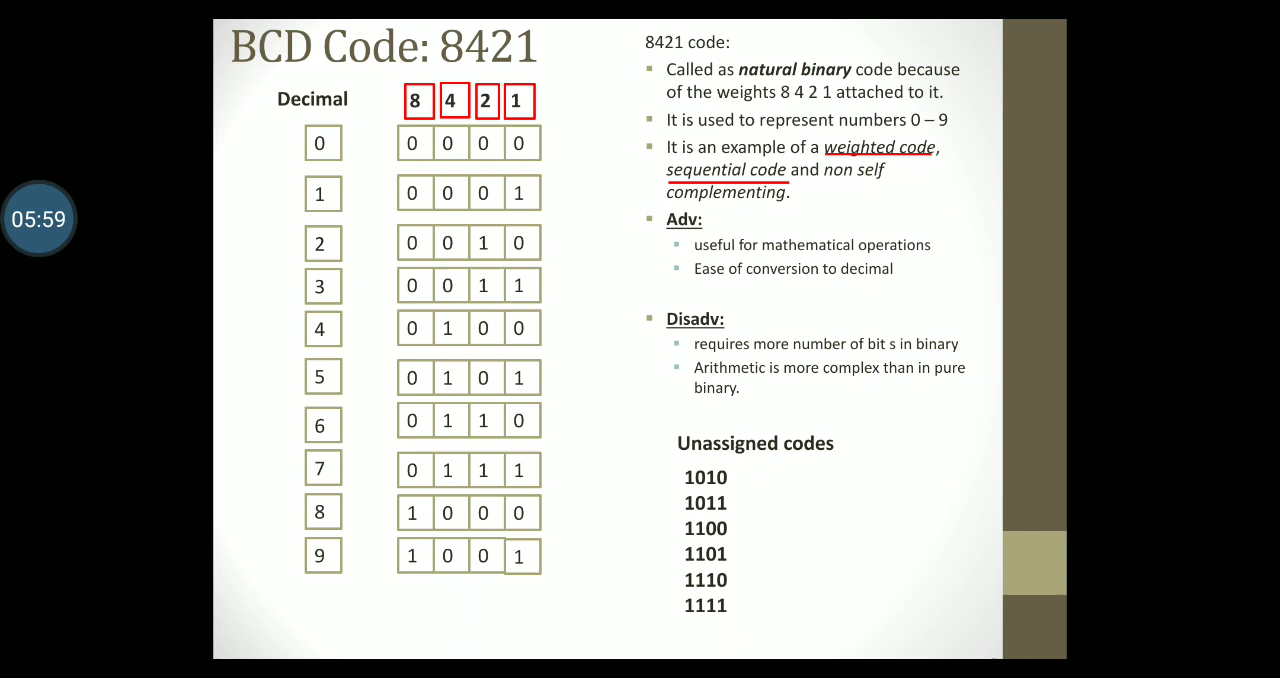 BCD Code: 8421
Decimal 8 4 2 1
0 0 0 0 0
1 0 0 0 1
2 0 0 1 0
3 0 0 1 1
4 0 1 0 0
5 0 1 0 1
6 0 1 1 0
7 0 1 1 1
8 1 0 0 0
9 1 0 0 1
8421 code:
Called as natural binary code because
of the weights 8 4 2 1 attached to it.
It is used to represent numbers 0 – 9
It is an example of a weighted code,
sequential code and non self
complementing.
Adv:
useful for mathematical operations
Ease of conversion to decimal
Disadv:
requires more number of bit s in binary
Arithmetic is more complex than in pure
binary.
Unassigned codes
1010
1011
1100
1101
1110
1111
05:59